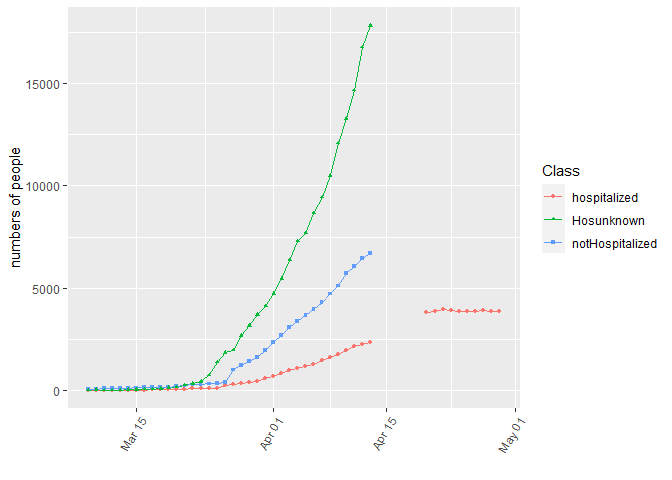 numbers of people
15000
10000
5000
0
Mar 15
Apr 01
Apr 15
May 01
Class
hospitalized
Hosunknown
notHospitalized